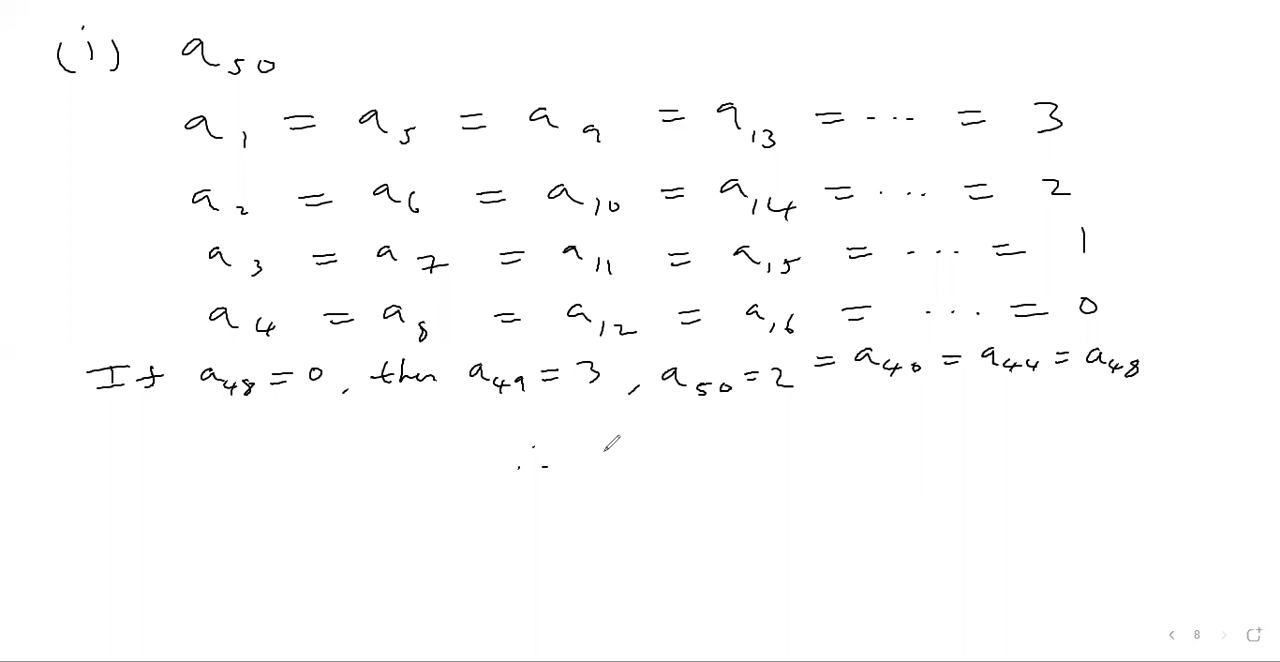 (i) a₅₀
a₁ = a₅ = a₉ = a₁₃ = ... = 3
a₂ = a₆ = a₁₀ = a₁₄ = ... = 2
a₃ = a₇ = a₁₁ = a₁₅ = ... = 1
a₄ = a₈ = a₁₂ = a₁₆ = ... = 0
If a₄₈ = 0, then a₄₉ = 3, a₅₀ = 2 = a₄₀ = a₄₄ = a₄₈
∴
< 8 >